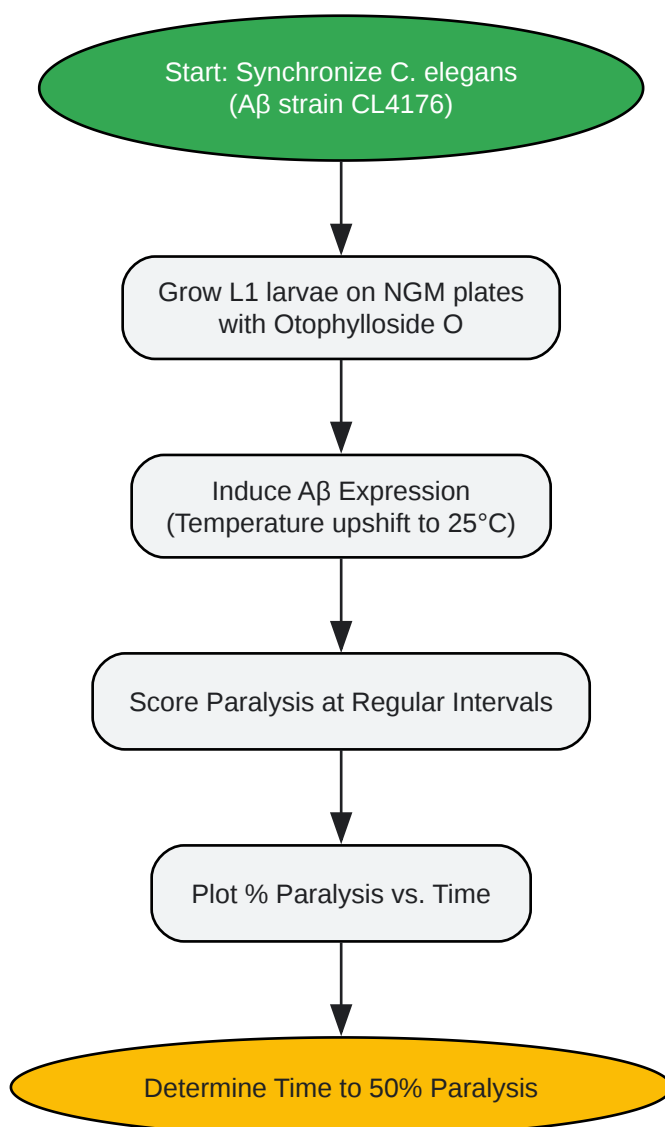 Start: Synchronize C. elegans
(Aβ strain CL4176)
Grow L1 larvae on NGM plates
with Otophylloside O
Induce Aβ Expression
(Temperature upshift to 25°C)
Score Paralysis at Regular Intervals
Plot % Paralysis vs. Time
Determine Time to 50% Paralysis